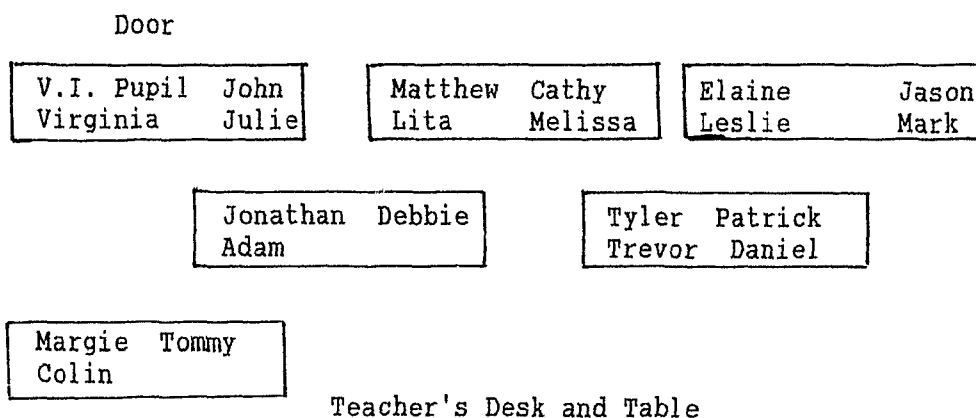 Door
V.I. Pupil John
Virginia Julie
Matthew Cathy
Lita Melissa
Elaine Jason
Leslie Mark
Jonathan Debbie
Adam
Tyler Patrick
Trevor Daniel
Margie Tommy
Colin
Teacher's Desk and Table